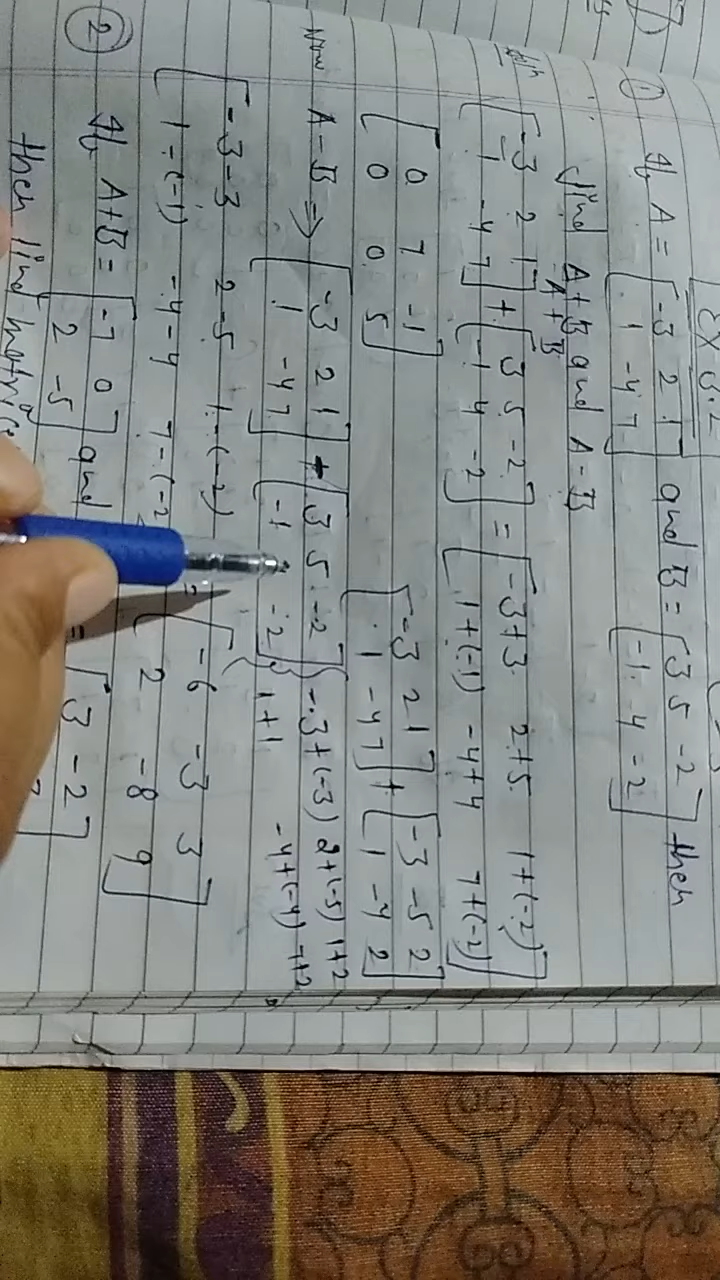 Ex 3.2
① If A = [-3 2 1] and B = [3 5 -2] then
[1 -4 7] [-1 4 -2]
find A+B and A-B
Soln A+B
[-3 2 1] + [3 5 -2] = [-3+3 2+5 1+(-2)]
[1 -4 7] [-1 4 -2] [1+(-1) -4+4 7+(-2)]
[0 7 -1]
[0 0 5]
[-3 2 1] + [-3 -5 2]
[1 -4 7] [1 -4 2]
Now A-B ⇒ [-3 2 1] - [3 5 -2] -3+(-3) 2+(-5) 1+2
[1 -4 7] [-1 -2] 1+1 -4+(-4) 7+2
[-3-3 2-5 1-(-2) = [-6 -3 3]
[1-(-1) -4-4 7-(-2 [2 -8 9]
② If A+B = [-7 0] and = [3 -2]
[2 -5]
then find